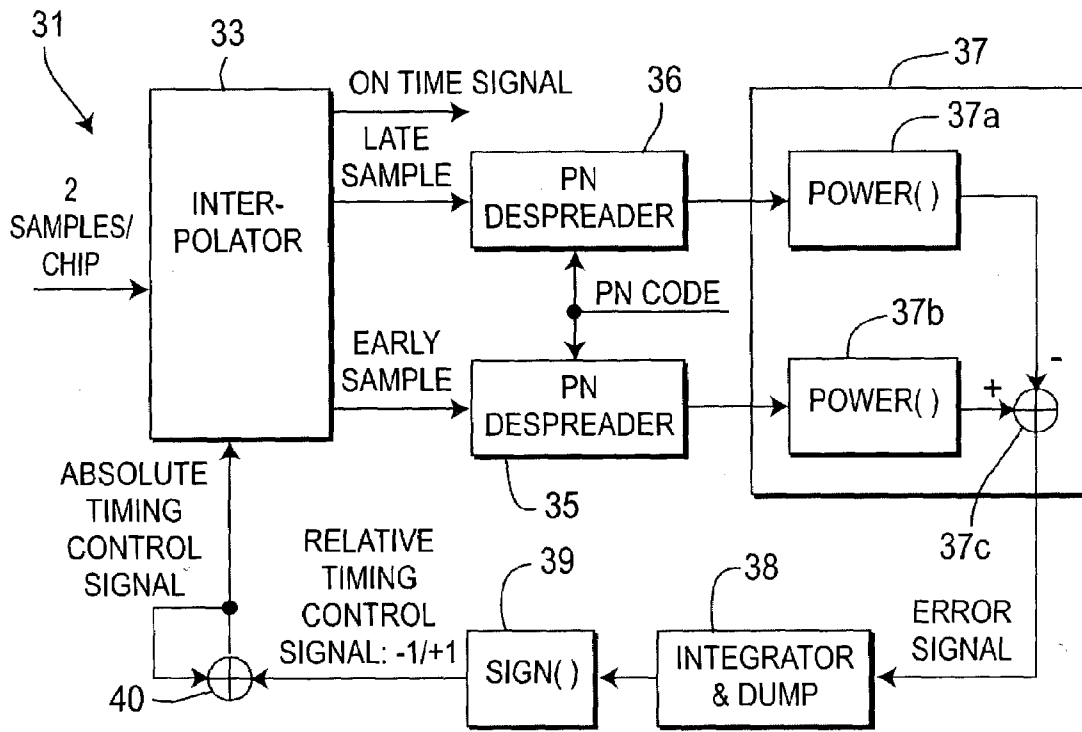 31
33
ON TIME SIGNAL
36
37
37a
LATE
SAMPLE
PN
DESPREADER
POWER( )
2
SAMPLES/
CHIP
INTER-
POLATOR
PN CODE
37b
EARLY
SAMPLE
PN
DESPREADER
POWER( )
-
+
35
37c
ABSOLUTE
TIMING
CONTROL
SIGNAL
RELATIVE
TIMING
CONTROL
SIGNAL: -1/+1
39
38
ERROR
SIGNAL
SIGN( )
INTEGRATOR
& DUMP
40